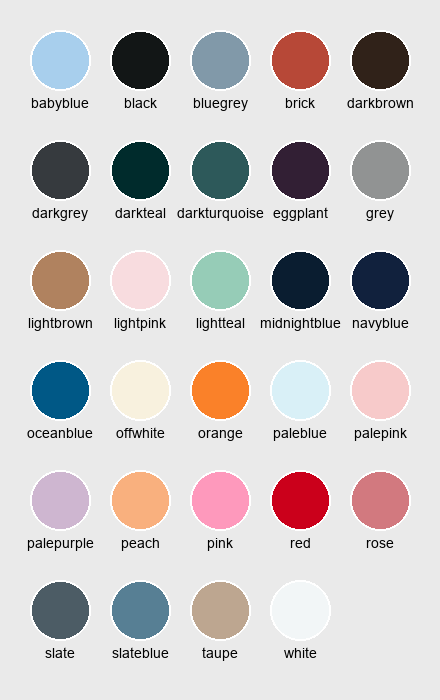 babyblue black bluegrey brick darkbrown
darkgrey darkteal darkturquoise eggplant grey
lightbrown lightpink lightteal midnightblue navyblue
oceanblue offwhite orange paleblue palepink
palepurple peach pink red rose
slate slateblue taupe white